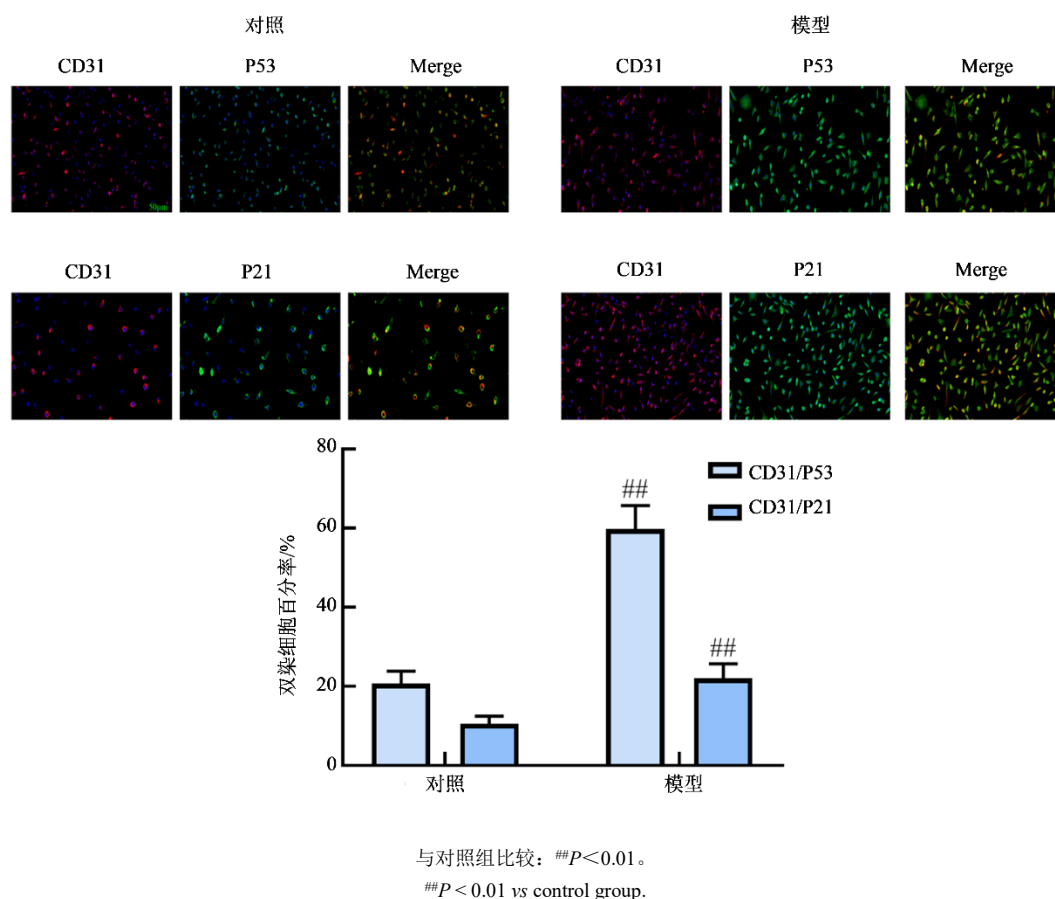 对照 模型
CD31 P53 Merge CD31 P53 Merge
50μm
CD31 P21 Merge CD31 P21 Merge
80
60
40
20
0
双染细胞百分率/%
##
##
CD31/P53
CD31/P21
对照 模型
与对照组比较：##P＜0.01。
##P < 0.01 vs control group.